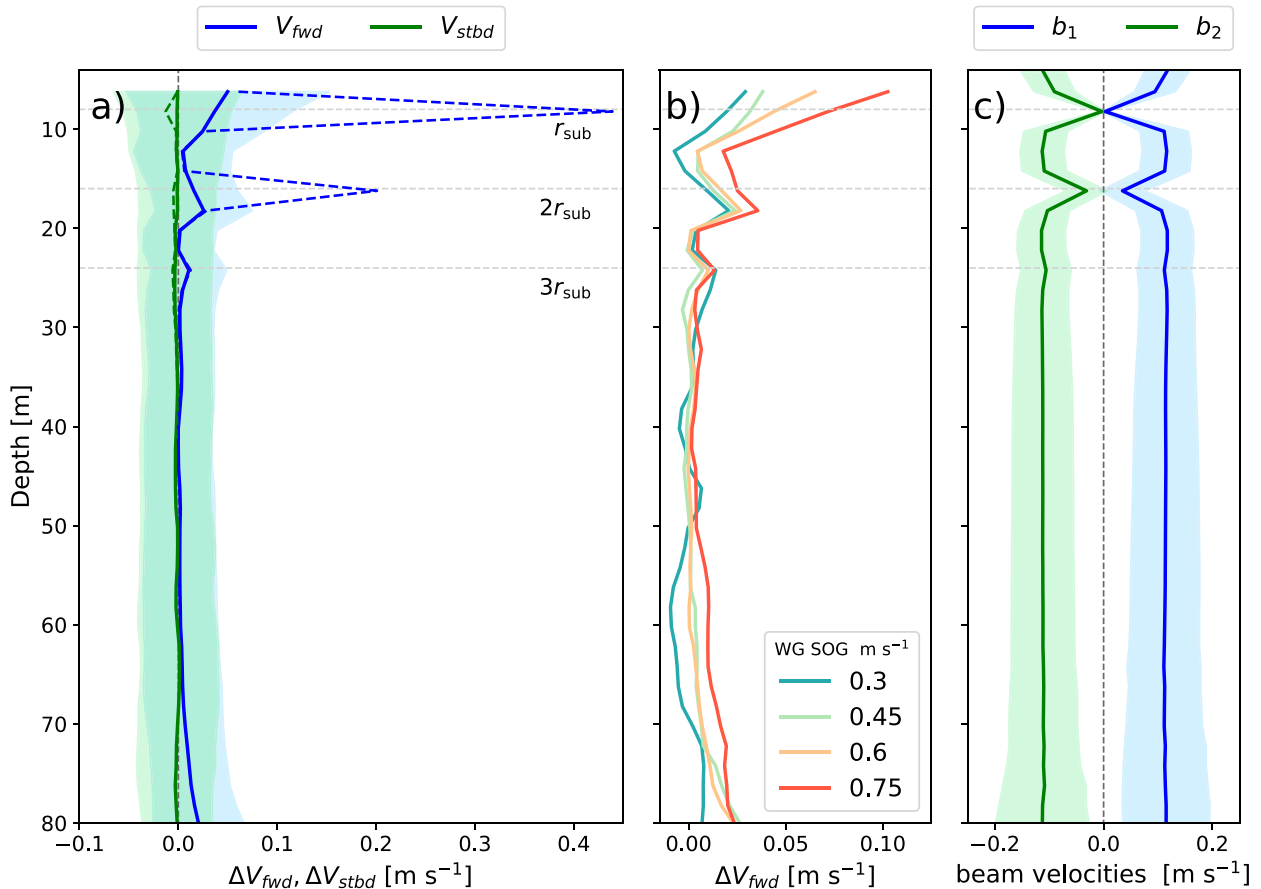 V_fwd V_stbd
b_1 b_2
a)
b)
c)
r_sub
2r_sub
3r_sub
10
20
30
40
50
60
70
80
Depth [m]
−0.1 0.0 0.1 0.2 0.3 0.4
ΔV_fwd, ΔV_stbd [m s⁻¹]
WG SOG m s⁻¹
0.3
0.45
0.6
0.75
0.00 0.05 0.10
ΔV_fwd [m s⁻¹]
−0.2 0.0 0.2
beam velocities [m s⁻¹]